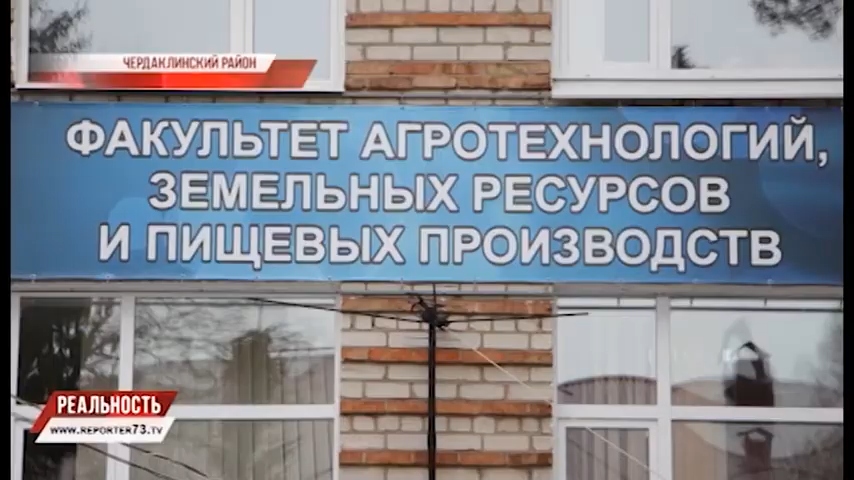 ЧЕРДАКЛИНСКИЙ РАЙОН
ФАКУЛЬТЕТ АГРОТЕХНОЛОГИЙ,
ЗЕМЕЛЬНЫХ РЕСУРСОВ
И ПИЩЕВЫХ ПРОИЗВОДСТВ
РЕАЛЬНОСТЬ
WWW.REPORTER73.TV